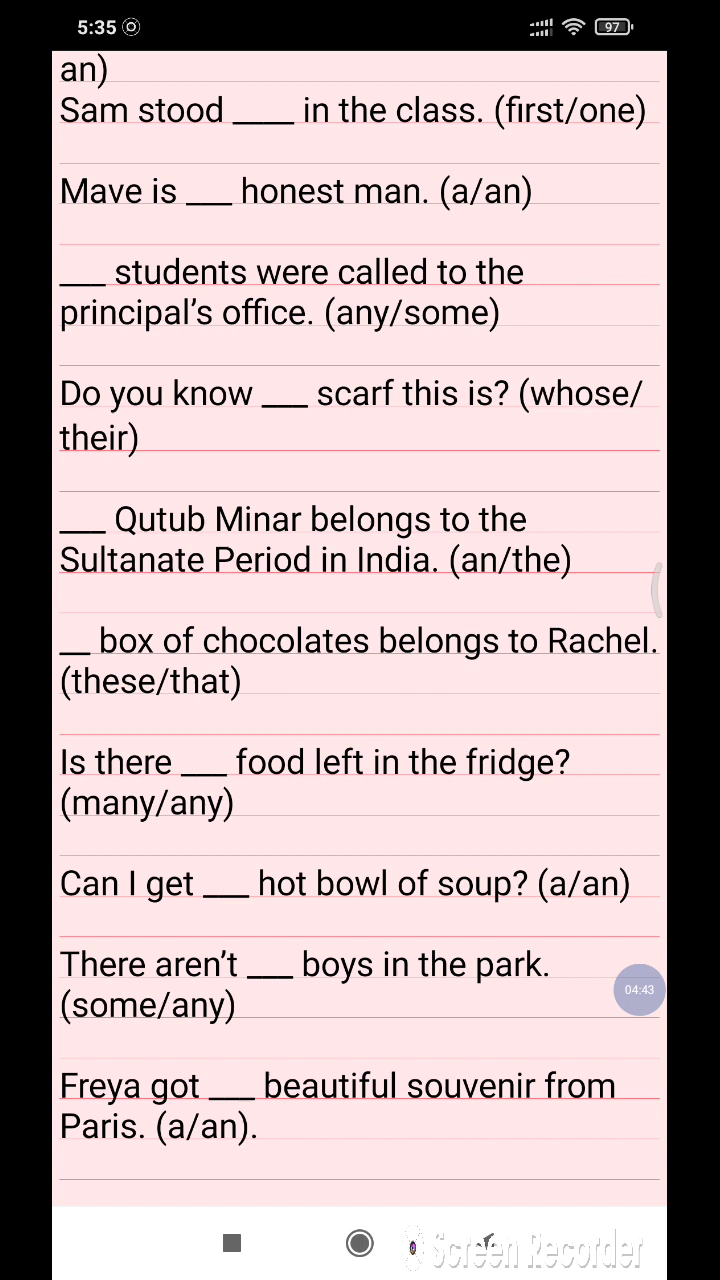 5:35
97
an)
Sam stood ____ in the class. (first/one)
Mave is ___ honest man. (a/an)
___ students were called to the
principal’s office. (any/some)
Do you know ___ scarf this is? (whose/
their)
___ Qutub Minar belongs to the
Sultanate Period in India. (an/the)
__ box of chocolates belongs to Rachel.
(these/that)
Is there ___ food left in the fridge?
(many/any)
Can I get ___ hot bowl of soup? (a/an)
There aren’t ___ boys in the park.
(some/any)
04:43
Freya got ___ beautiful souvenir from
Paris. (a/an).
Screen Recorder